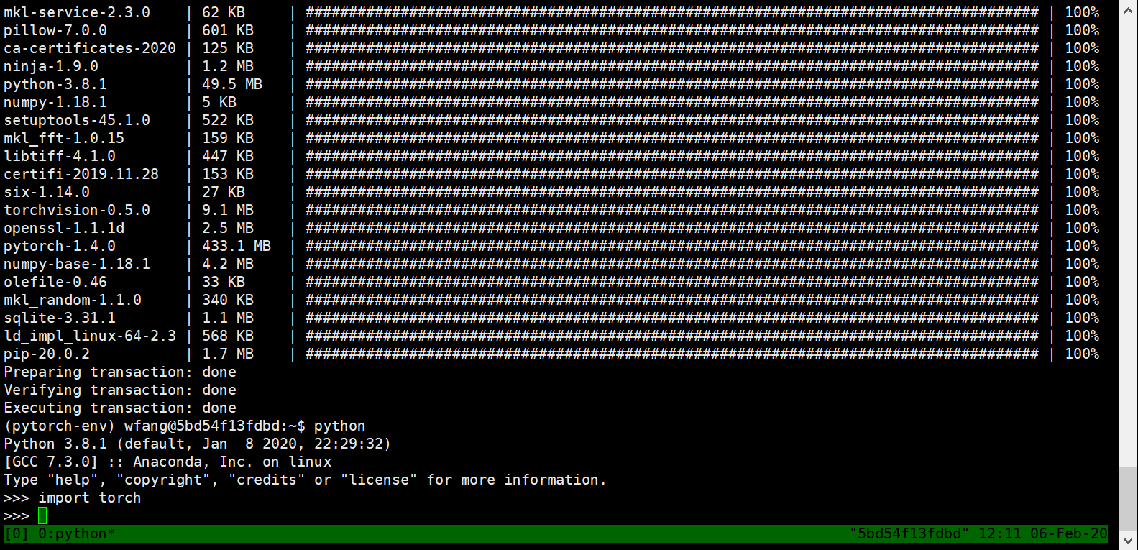 mkl-service-2.3.0 | 62 KB | ##################################################################################### | 100%
pillow-7.0.0 | 601 KB | ##################################################################################### | 100%
ca-certificates-2020 | 125 KB | ##################################################################################### | 100%
ninja-1.9.0 | 1.2 MB | ##################################################################################### | 100%
python-3.8.1 | 49.5 MB | ##################################################################################### | 100%
numpy-1.18.1 | 5 KB | ##################################################################################### | 100%
setuptools-45.1.0 | 522 KB | ##################################################################################### | 100%
mkl_fft-1.0.15 | 159 KB | ##################################################################################### | 100%
libtiff-4.1.0 | 447 KB | ##################################################################################### | 100%
certifi-2019.11.28 | 153 KB | ##################################################################################### | 100%
six-1.14.0 | 27 KB | ##################################################################################### | 100%
torchvision-0.5.0 | 9.1 MB | ##################################################################################### | 100%
openssl-1.1.1d | 2.5 MB | ##################################################################################### | 100%
pytorch-1.4.0 | 433.1 MB | ##################################################################################### | 100%
numpy-base-1.18.1 | 4.2 MB | ##################################################################################### | 100%
olefile-0.46 | 33 KB | ##################################################################################### | 100%
mkl_random-1.1.0 | 340 KB | ##################################################################################### | 100%
sqlite-3.31.1 | 1.1 MB | ##################################################################################### | 100%
ld_impl_linux-64-2.3 | 568 KB | ##################################################################################### | 100%
pip-20.0.2 | 1.7 MB | ##################################################################################### | 100%
Preparing transaction: done
Verifying transaction: done
Executing transaction: done
(pytorch-env) wfang@5bd54f13fdbd:~$ python
Python 3.8.1 (default, Jan  8 2020, 22:29:32)
[GCC 7.3.0] :: Anaconda, Inc. on linux
Type "help", "copyright", "credits" or "license" for more information.
>>> import torch
>>>
[0] 0:python* "5bd54f13fdbd" 12:11 06-Feb-20